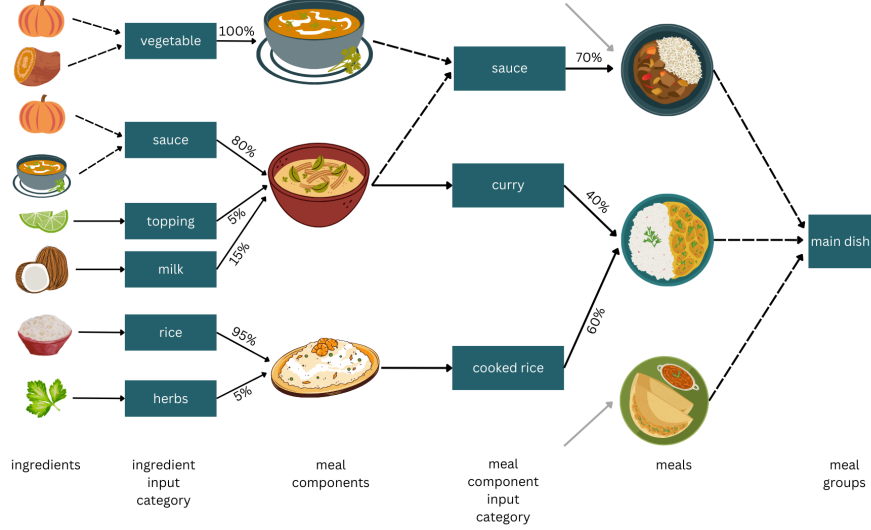 vegetable
100%
sauce
70%
sauce
80%
topping
5%
milk
15%
curry
40%
main dish
rice
95%
herbs
5%
cooked rice
60%
ingredients
ingredient
input
category
meal
components
meal
component
input
category
meals
meal
groups